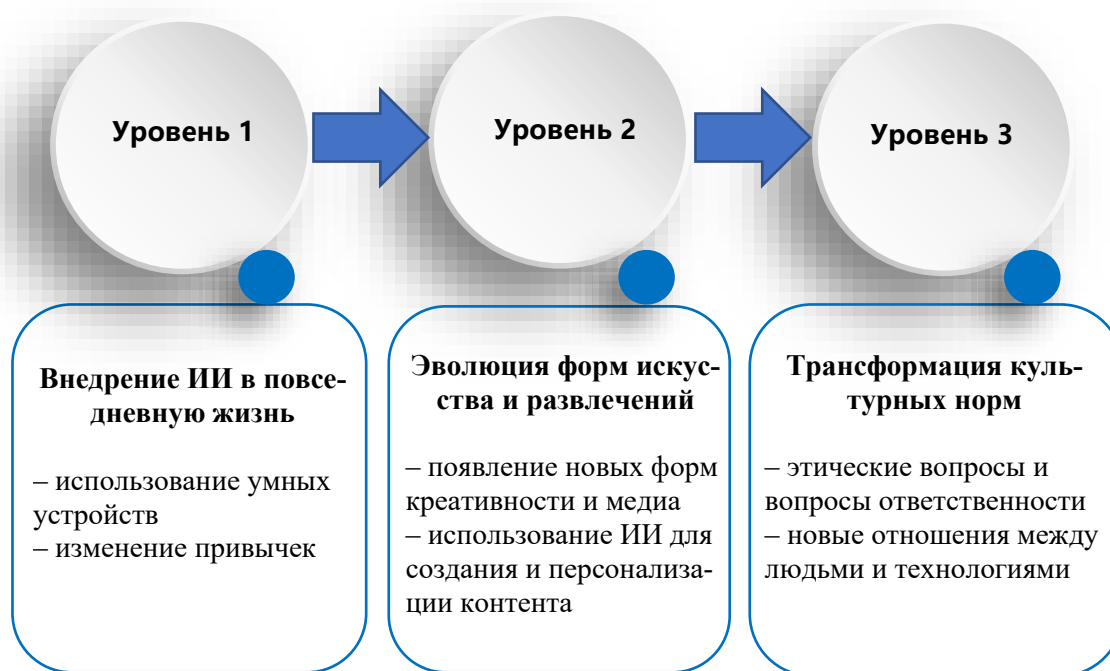 Уровень 1
Уровень 2
Уровень 3
Внедрение ИИ в повсе-
дневную жизнь
– использование умных
устройств
– изменение привычек
Эволюция форм искус-
ства и развлечений
– появление новых форм
креативности и медиа
– использование ИИ для
создания и персонализа-
ции контента
Трансформация куль-
турных норм
– этические вопросы и
вопросы ответственности
– новые отношения между
людьми и технологиями